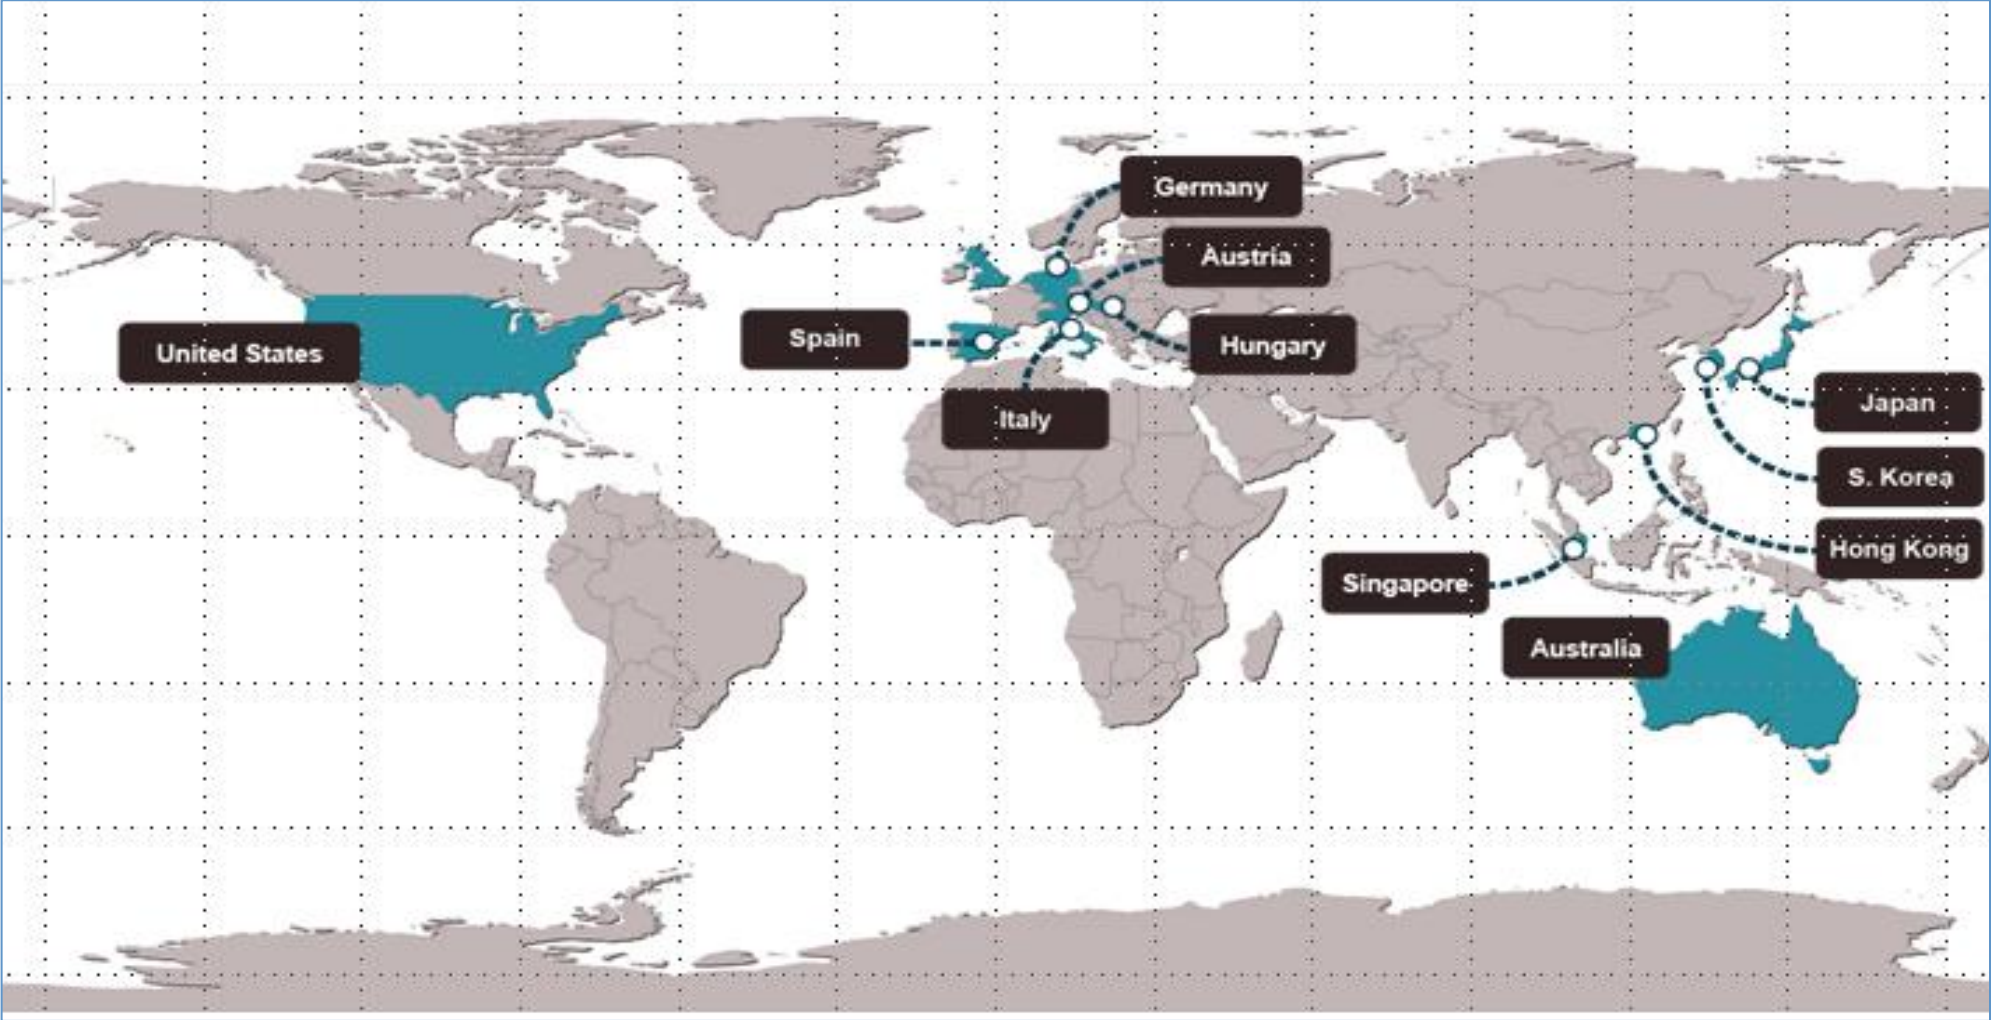 Germany
Austria
Spain
Hungary
United States
Italy
Japan
S. Korea
Hong Kong
Singapore
Australia